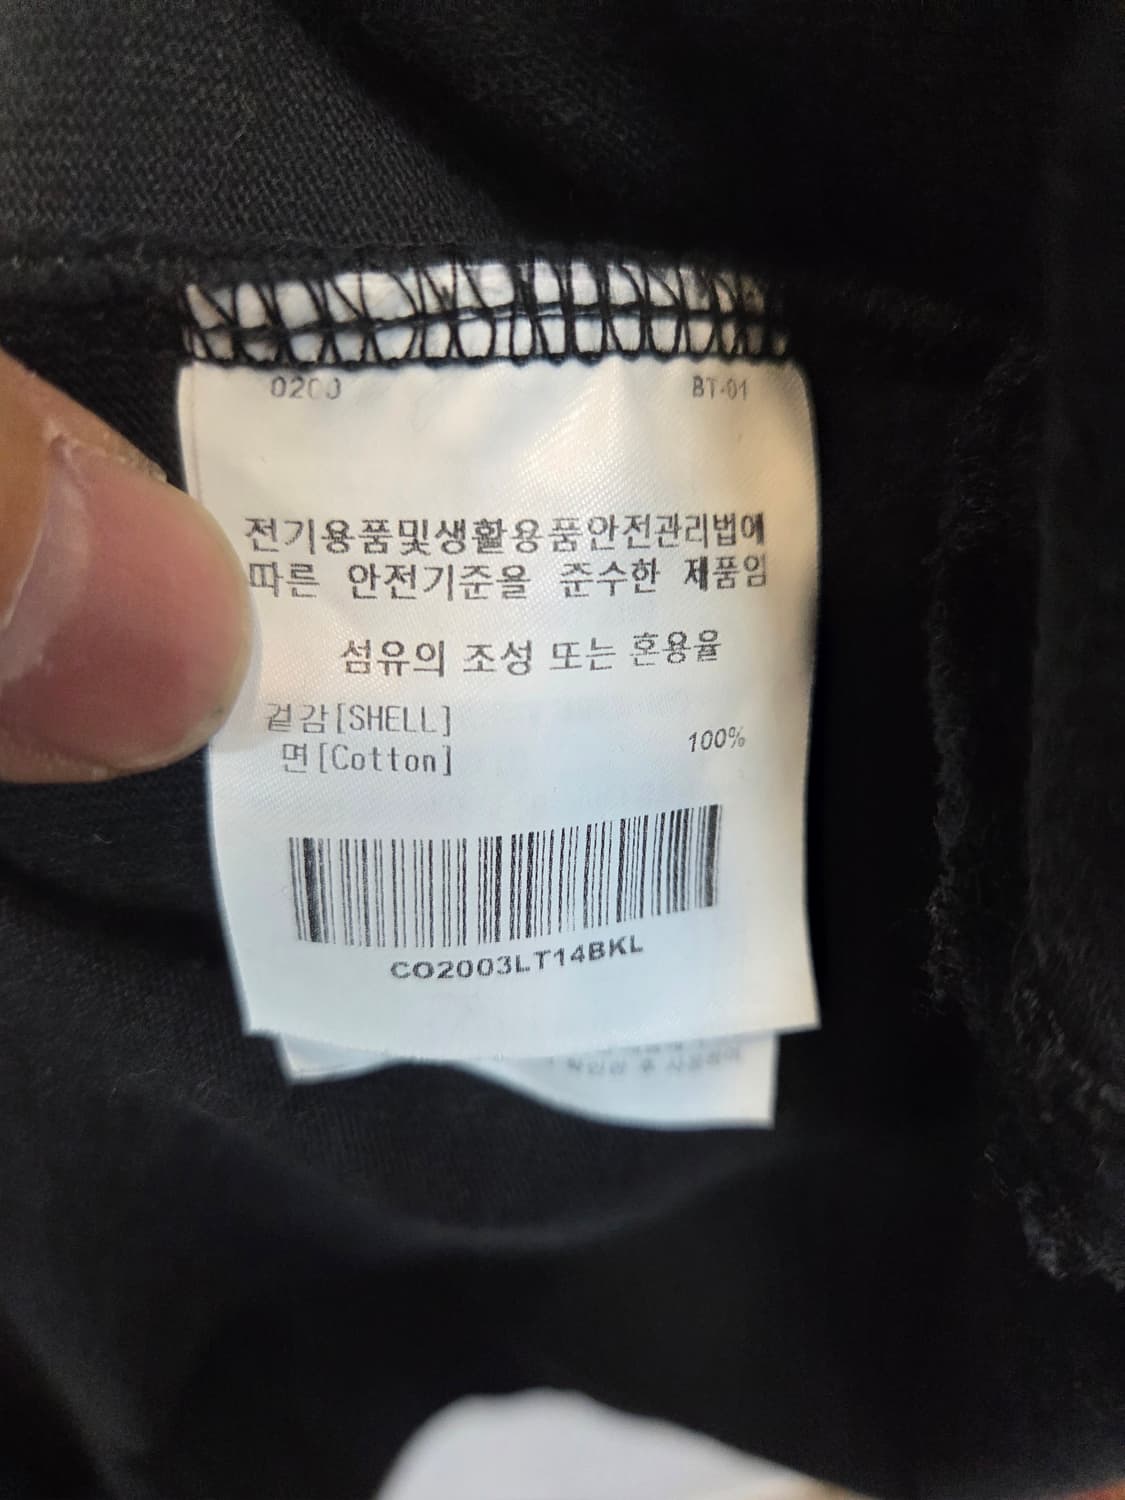 BT-01
전기용품및생활용품안전관리법에
따른 안전기준을 준수한 제품임
섬유의 조성 또는 혼용율
겉감[SHELL]
면[Cotton] 100%
CO2003LT14BKL